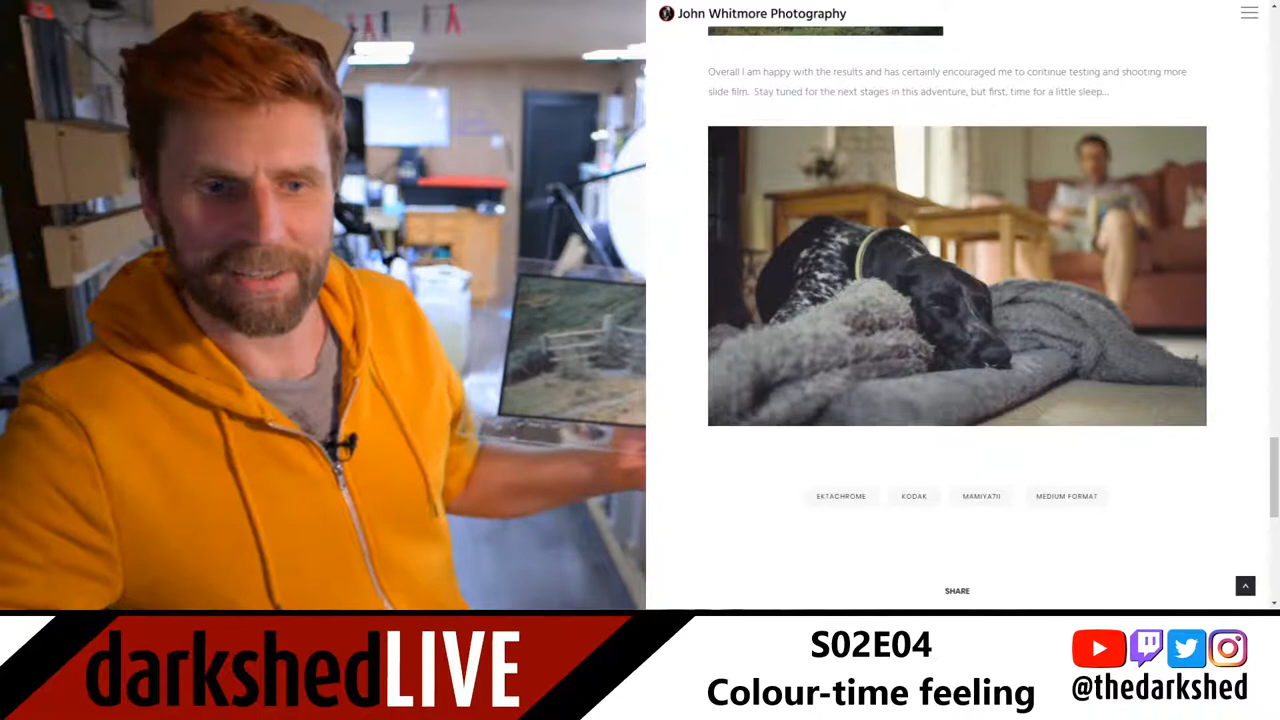 John Whitmore Photography
Overall I am happy with the results and has certainly encouraged me to continue testing and shooting more
slide film. Stay tuned for the next stages in this adventure, but first, time for a little sleep...
EKTACHROME
KODAK
MAMIYA7II
MEDIUM FORMAT
SHARE
darkshedLIVE
S02E04
Colour-time feeling
@thedarkshed